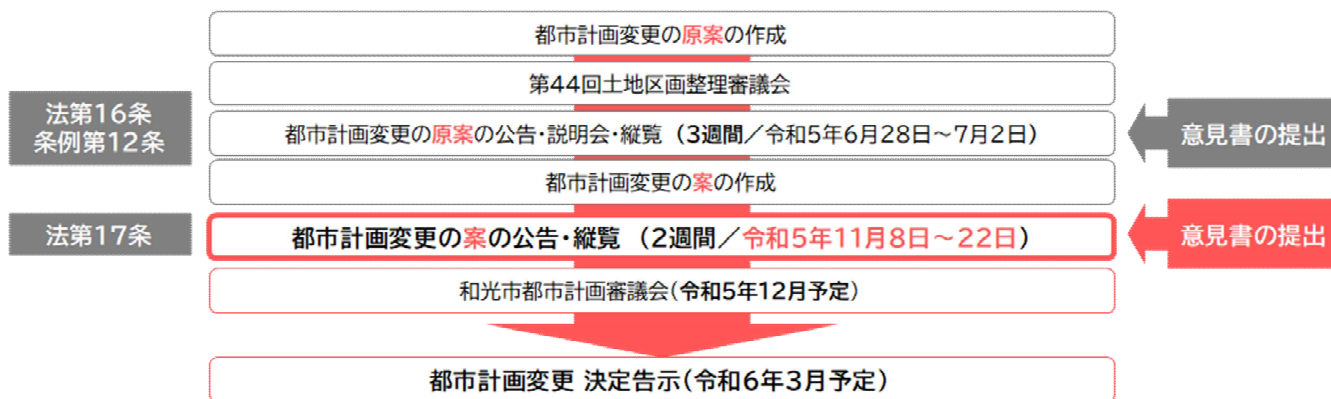 都市計画変更の原案の作成
第44回土地区画整理審議会
法第16条
条例第12条
都市計画変更の原案の公告・説明会・縦覧 （3週間／令和5年6月28日～7月2日）
意見書の提出
都市計画変更の案の作成
法第17条
都市計画変更の案の公告・縦覧 （2週間／令和5年11月8日～22日）
意見書の提出
和光市都市計画審議会（令和5年12月予定）
都市計画変更 決定告示（令和6年3月予定）